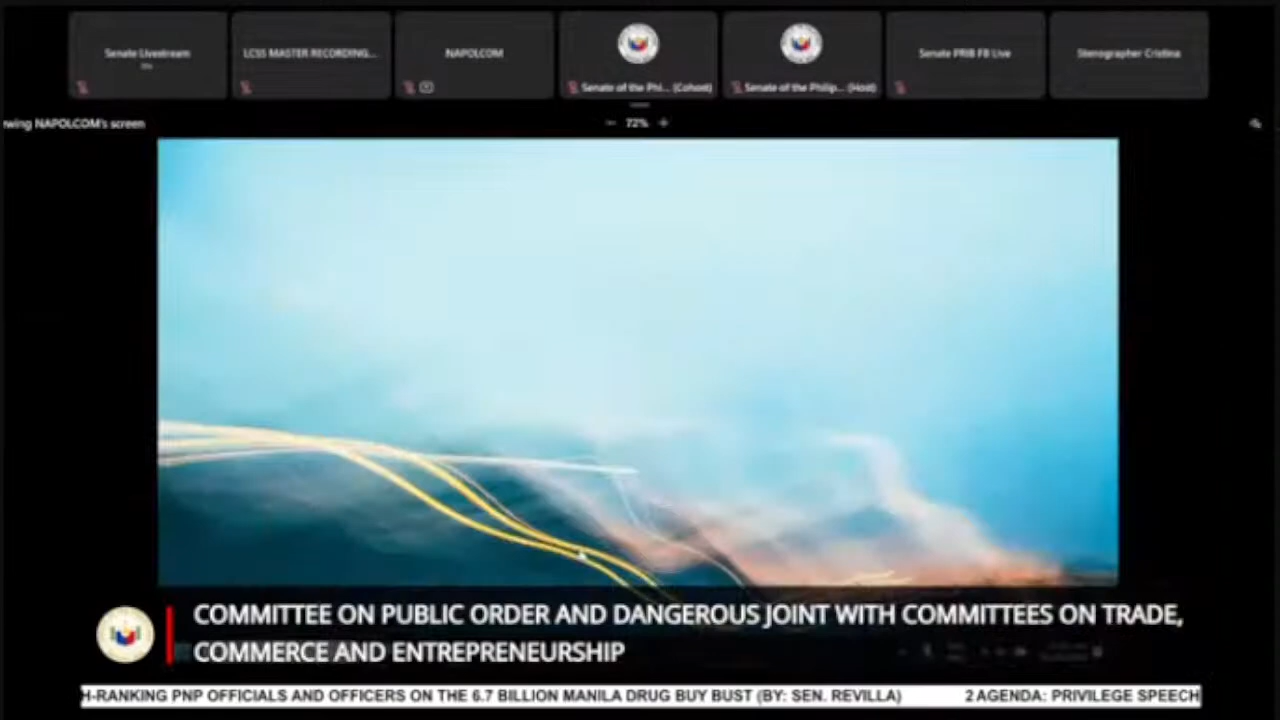 Senate Livestream
LCSS MASTER RECORDING...
NAPOLCOM
Senate of the Phi... (Cohost)
Senate of the Philip... (Host)
Senate PRIB FB Live
Stenographer Cristina
ewing NAPOLCOM's screen
72%
COMMITTEE ON PUBLIC ORDER AND DANGEROUS JOINT WITH COMMITTEES ON TRADE,
COMMERCE AND ENTREPRENEURSHIP
H-RANKING PNP OFFICIALS AND OFFICERS ON THE 6.7 BILLION MANILA DRUG BUY BUST (BY: SEN. REVILLA) 2 AGENDA: PRIVILEGE SPEECH